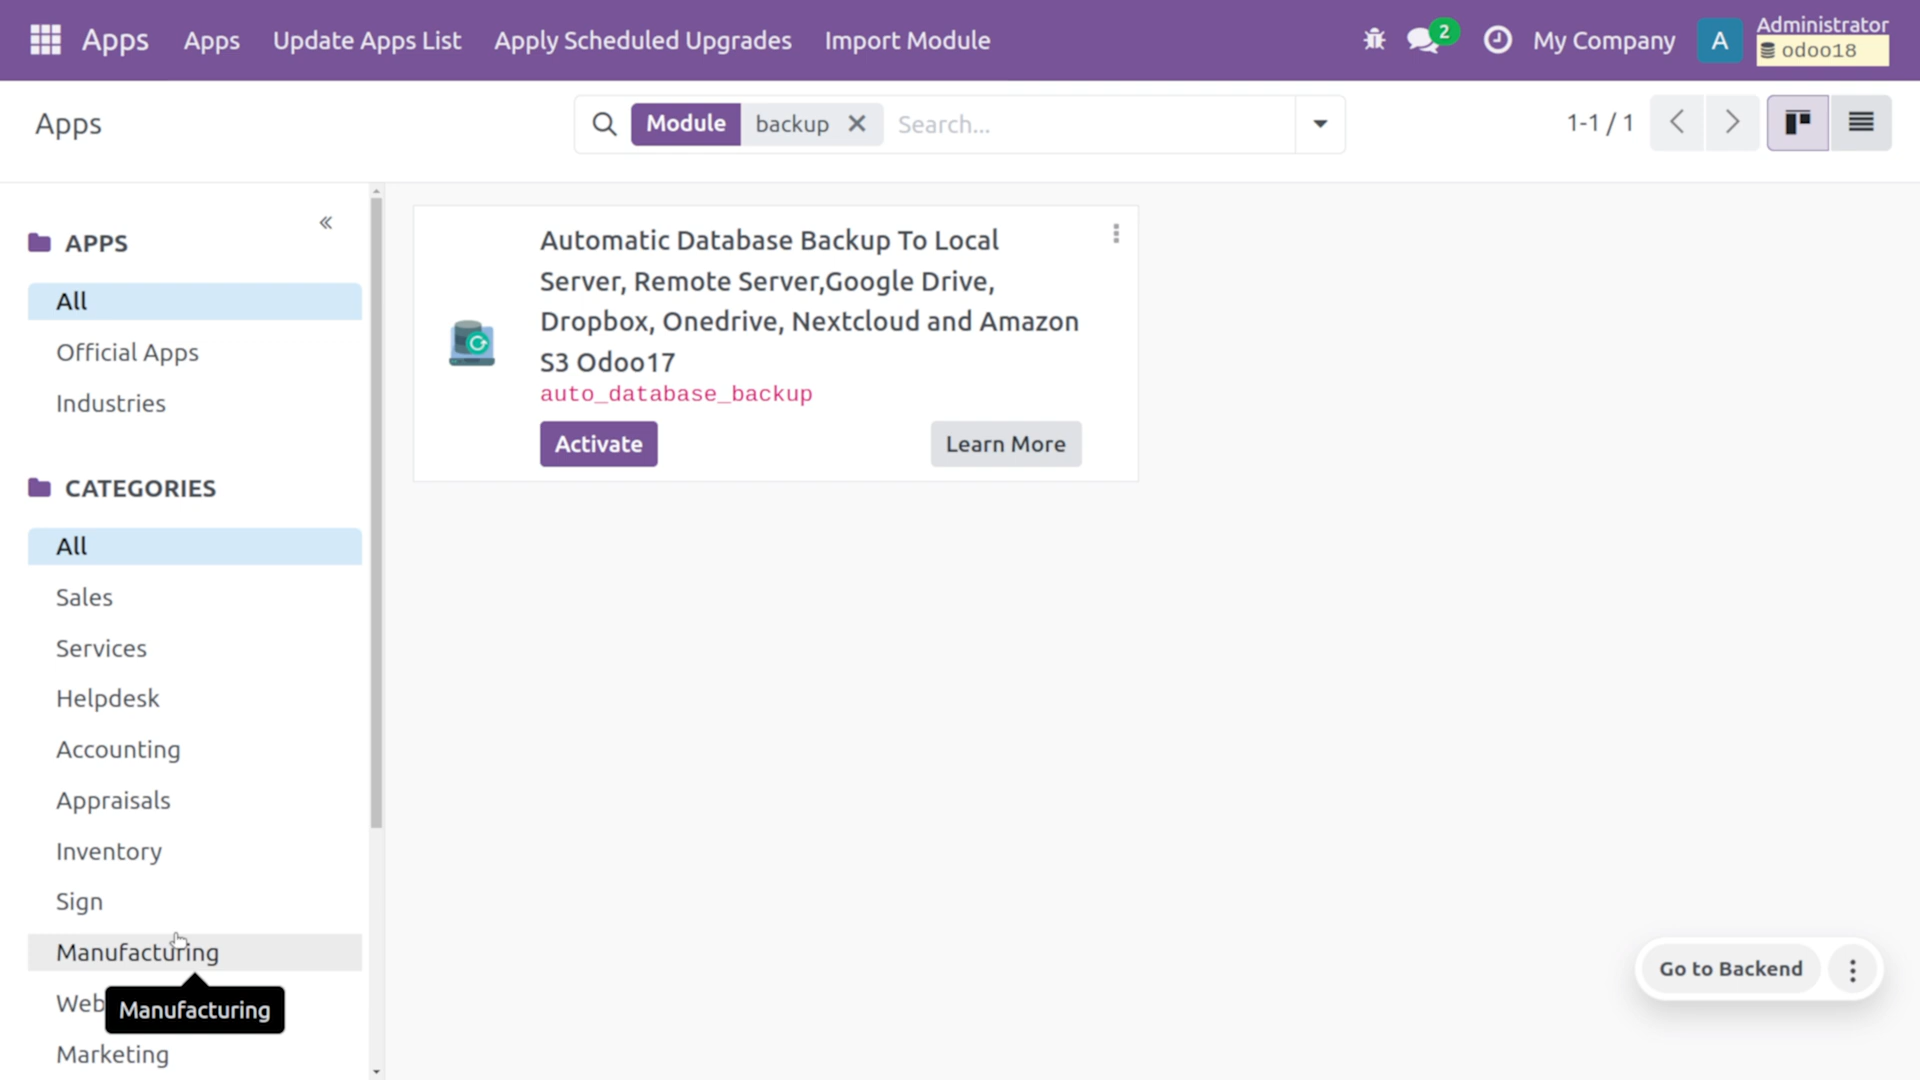 Apps Apps Update Apps List Apply Scheduled Upgrades Import Module 2 My Company A Administrator
odoo18
Apps Module backup Search... 1-1 / 1
APPS
All
Official Apps
Industries
CATEGORIES
All
Sales
Services
Helpdesk
Accounting
Appraisals
Inventory
Sign
Manufacturing
Web
Manufacturing
Marketing
Automatic Database Backup To Local
Server, Remote Server,Google Drive,
Dropbox, Onedrive, Nextcloud and Amazon
S3 Odoo17
auto_database_backup
Activate Learn More
Go to Backend